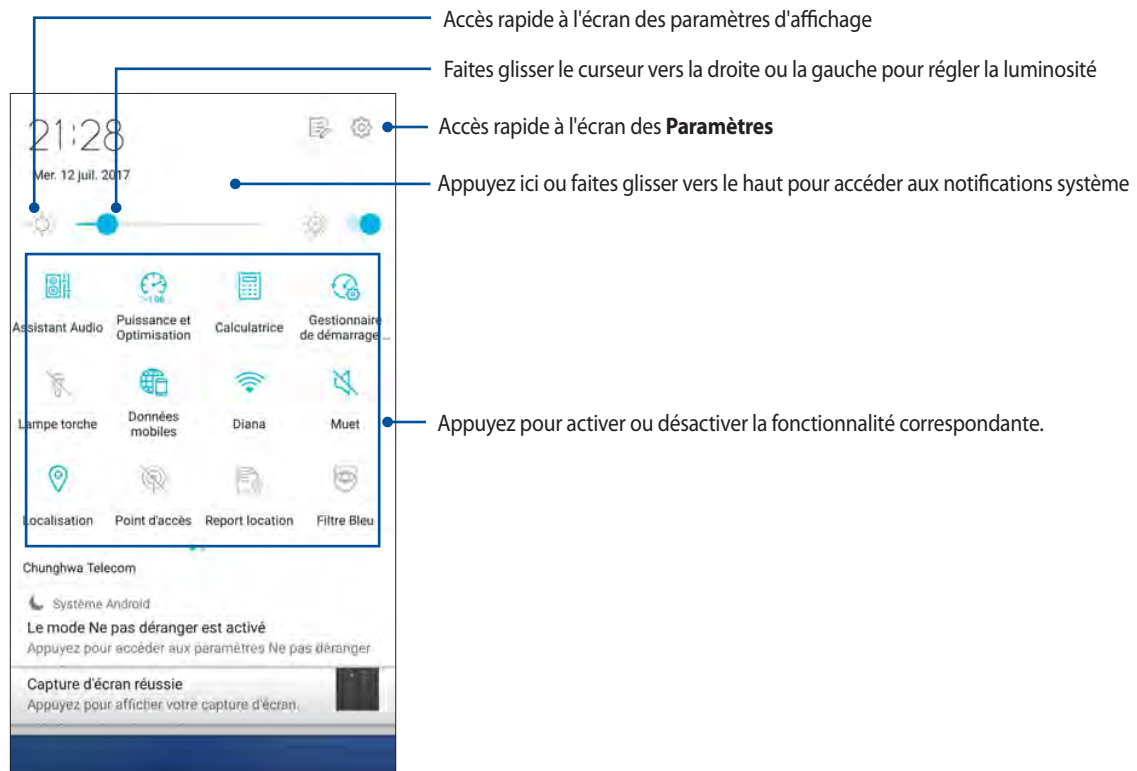 Accès rapide à l'écran des paramètres d'affichage
Faites glisser le curseur vers la droite ou la gauche pour régler la luminosité
21:28
Accès rapide à l'écran des Paramètres
Mer. 12 juil. 2017
Appuyez ici ou faites glisser vers le haut pour accéder aux notifications système
Assistant Audio
Puissance et
Optimisation
Calculatrice
Gestionnaire
de démarrage ...
Lampe torche
Données
mobiles
Diana
Muet
Appuyez pour activer ou désactiver la fonctionnalité correspondante.
Localisation
Point d'accès
Report location
Filtre Bleu
Chunghwa Telecom
Système Android
Le mode Ne pas déranger est activé
Appuyez pour accéder aux paramètres Ne pas déranger
Capture d'écran réussie
Appuyez pour afficher votre capture d'écran.